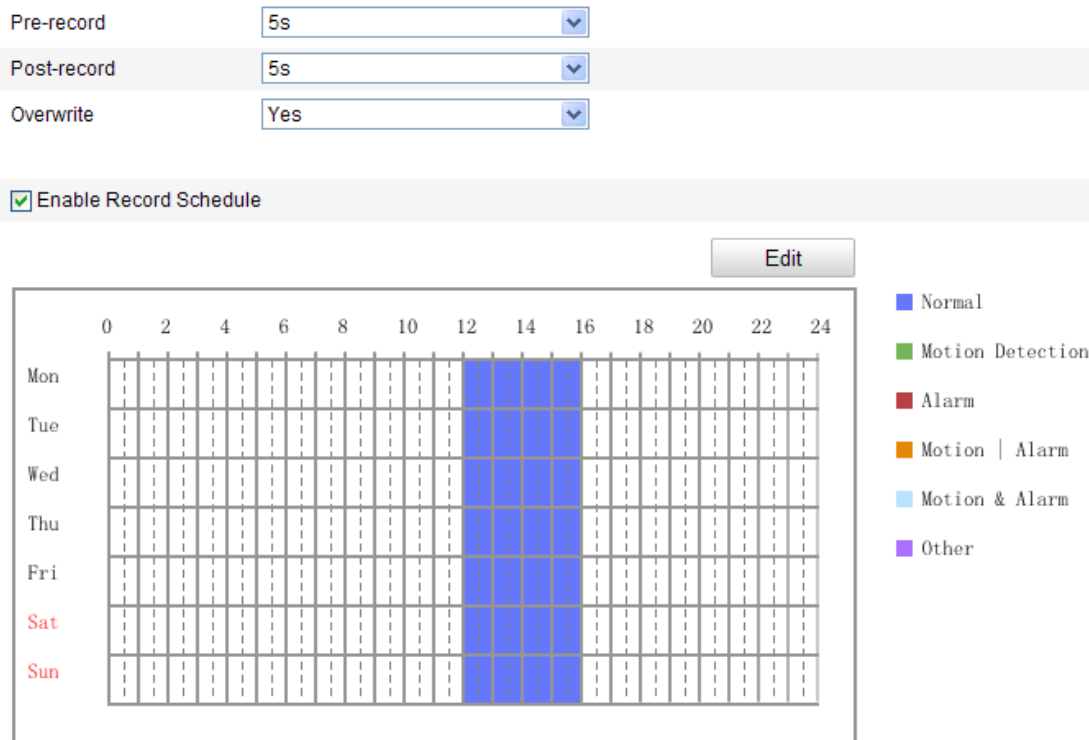 Pre-record 5s
Post-record 5s
Overwrite Yes
Enable Record Schedule
Edit
0 2 4 6 8 10 12 14 16 18 20 22 24
Mon
Tue
Wed
Thu
Fri
Sat
Sun
Normal
Motion Detection
Alarm
Motion | Alarm
Motion & Alarm
Other